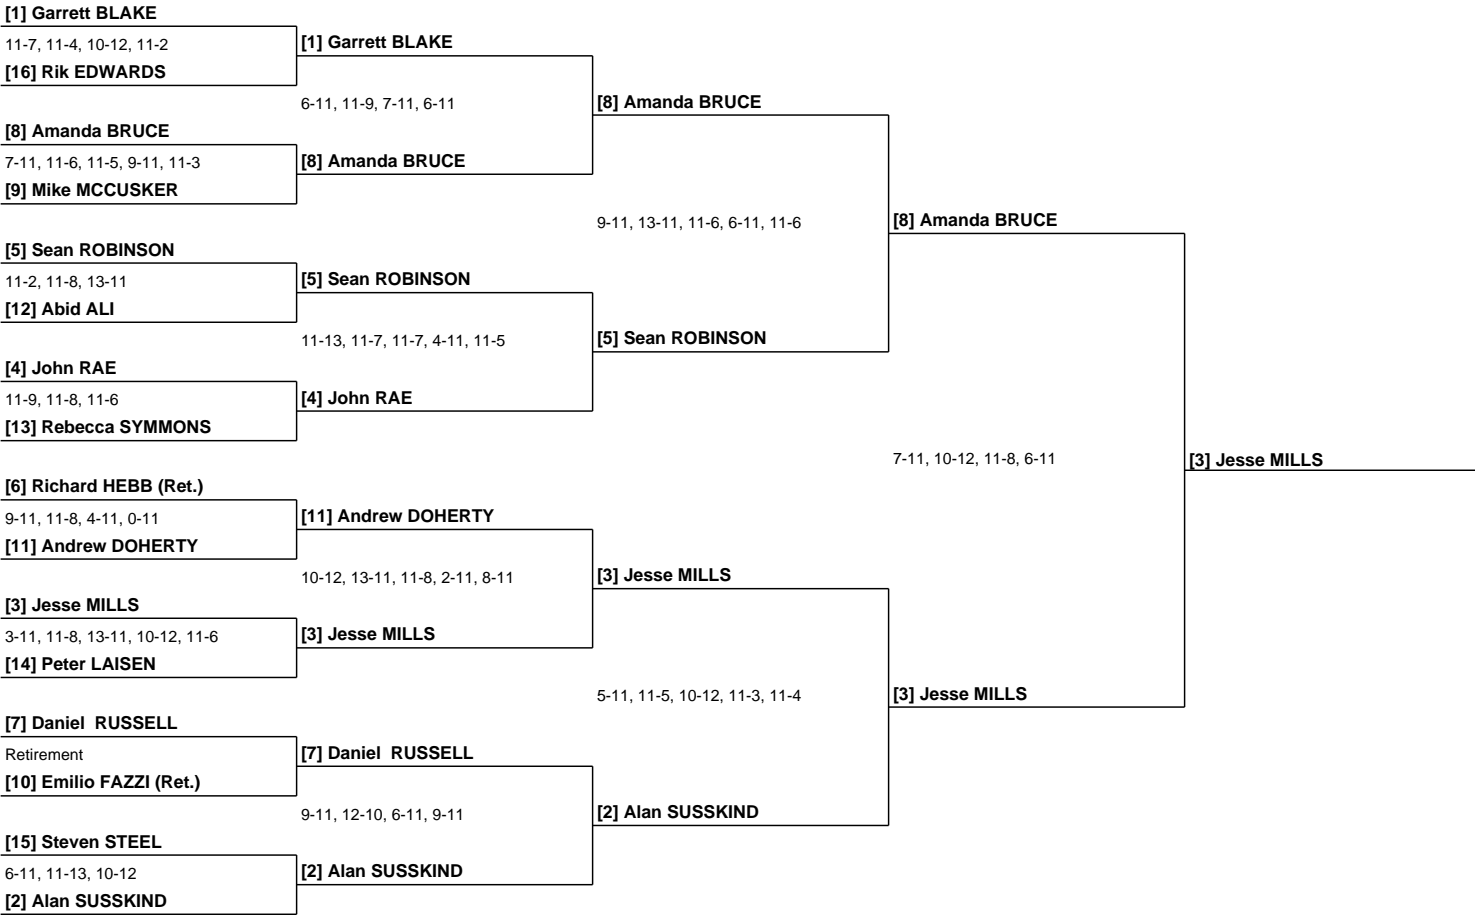 [1] Garrett BLAKE
11-7, 11-4, 10-12, 11-2
[16] Rik EDWARDS
[8] Amanda BRUCE
7-11, 11-6, 11-5, 9-11, 11-3
[9] Mike MCCUSKER
[5] Sean ROBINSON
11-2, 11-8, 13-11
[12] Abid ALI
[4] John RAE
11-9, 11-8, 11-6
[13] Rebecca SYMMONS
[6] Richard HEBB (Ret.)
9-11, 11-8, 4-11, 0-11
[11] Andrew DOHERTY
[3] Jesse MILLS
3-11, 11-8, 13-11, 10-12, 11-6
[14] Peter LAISEN
[7] Daniel  RUSSELL
Retirement
[10] Emilio FAZZI (Ret.)
[15] Steven STEEL
6-11, 11-13, 10-12
[2] Alan SUSSKIND
[1] Garrett BLAKE
6-11, 11-9, 7-11, 6-11
[8] Amanda BRUCE
[5] Sean ROBINSON
11-13, 11-7, 11-7, 4-11, 11-5
[4] John RAE
[11] Andrew DOHERTY
10-12, 13-11, 11-8, 2-11, 8-11
[3] Jesse MILLS
[7] Daniel  RUSSELL
9-11, 12-10, 6-11, 9-11
[2] Alan SUSSKIND
[8] Amanda BRUCE
9-11, 13-11, 11-6, 6-11, 11-6
[5] Sean ROBINSON
[3] Jesse MILLS
5-11, 11-5, 10-12, 11-3, 11-4
[2] Alan SUSSKIND
[8] Amanda BRUCE
7-11, 10-12, 11-8, 6-11
[3] Jesse MILLS
[3] Jesse MILLS